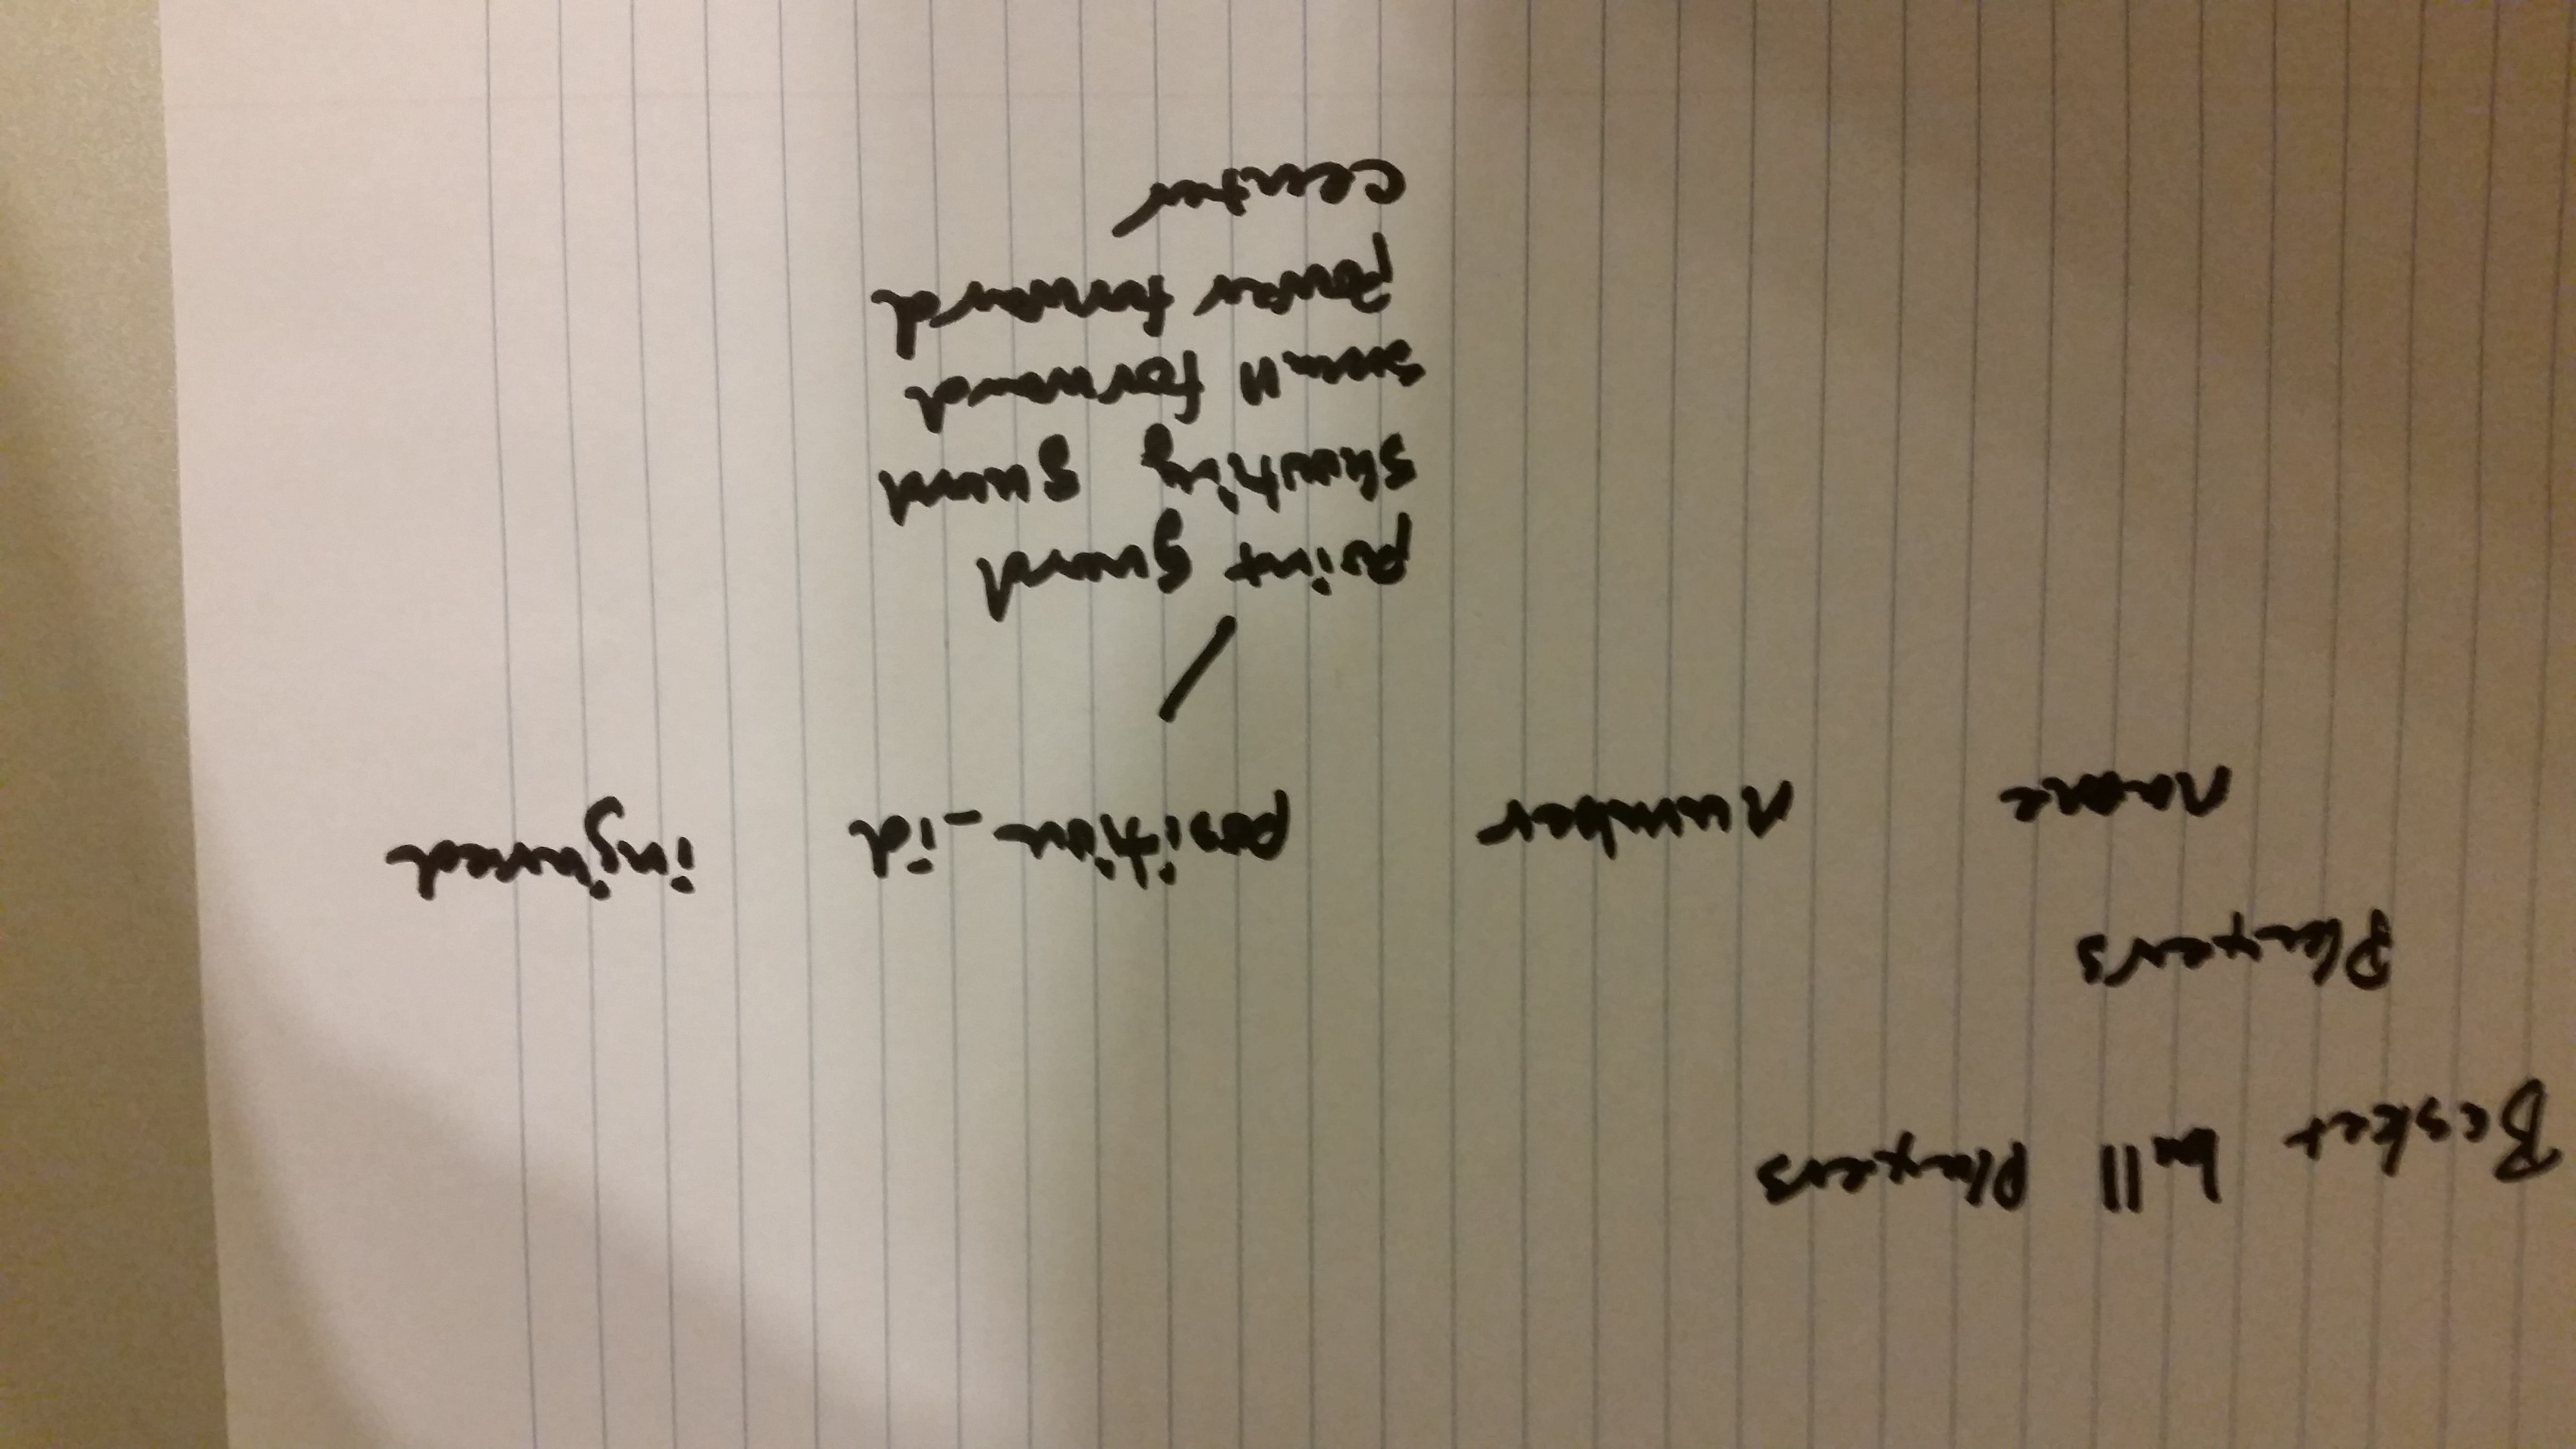 Basket ball Players
Players
name number position_id injured
point guard
shooting guard
small forward
Power forward
center